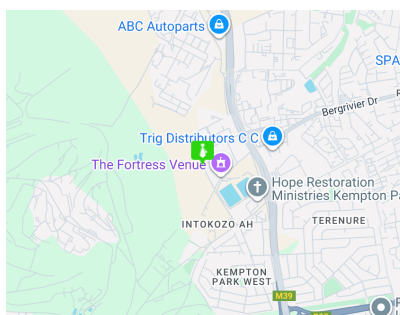 ABC Autoparts
SPA
Bergrivier Dr
Trig Distributors C C
The Fortress Venue
Hope Restoration
Ministries Kempton Pa
INTOKOZO AH
TERENURE
KEMPTON
PARK WEST
M39